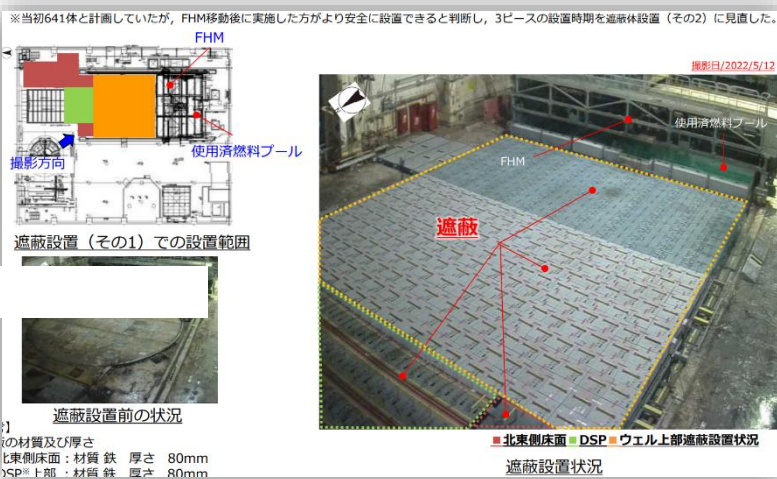 ※当初641体と計画していたが，FHM移動後に実施した方がより安全に設置できると判断し，3ピースの設置時期を遮蔽体設置（その2）に見直した。
FHM
撮影日/2022/5/12
使用済燃料プール
撮影方向
遮蔽設置（その1）での設置範囲
使用済燃料プール
FHM
遮蔽
遮蔽設置前の状況
】
の材質及び厚さ
北東側床面：材質 鉄　厚さ　80mm
DSP※上部　：材質 鉄　厚さ　80mm
■北東側床面■DSP■ウェル上部遮蔽設置状況
遮蔽設置状況